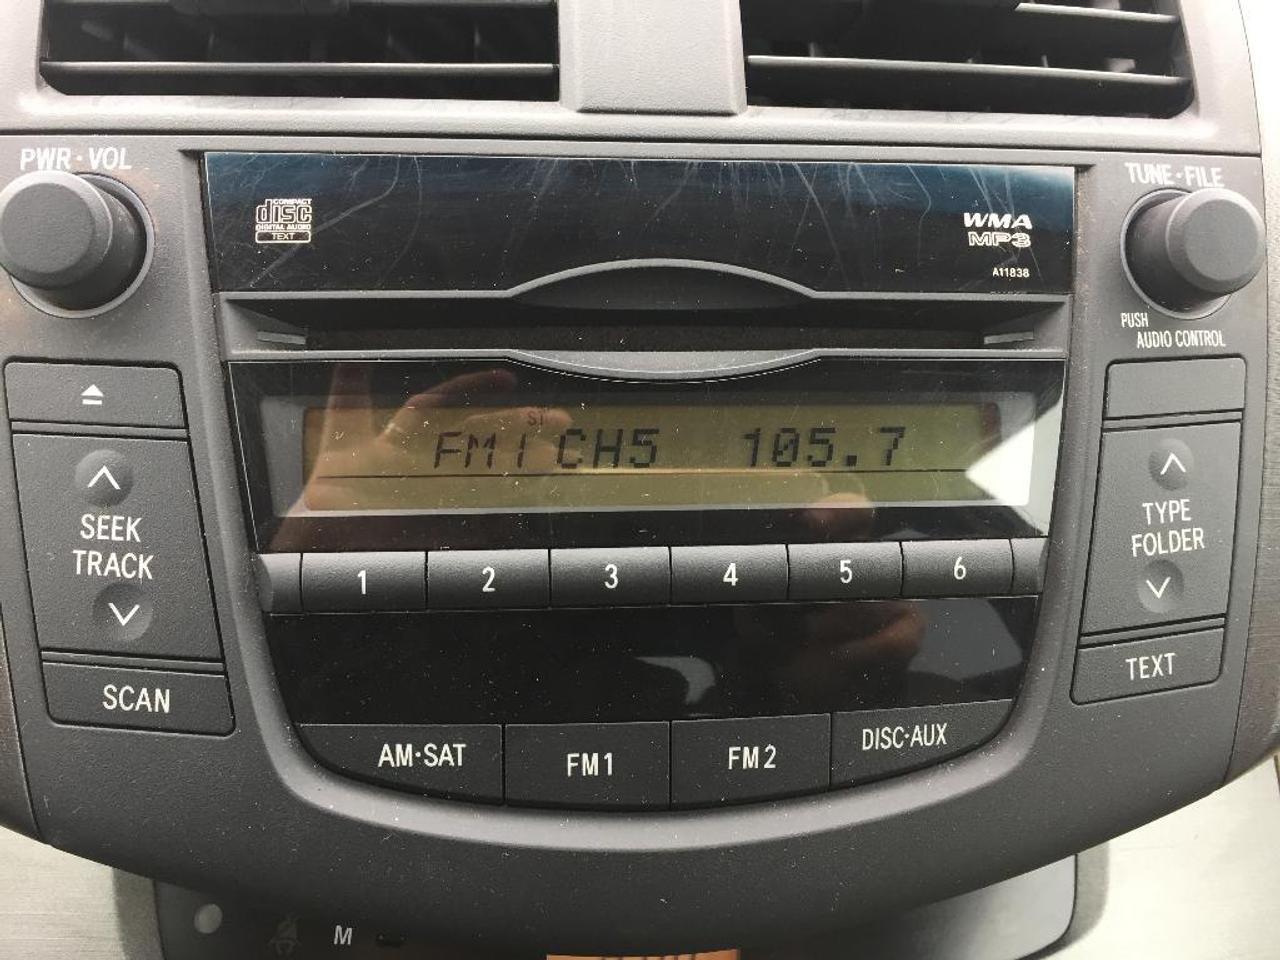 PWR·VOL
COMPACT
disc
DIGITAL AUDIO
TEXT
WMA
MP3
A11838
TUNE·FILE
PUSH
AUDIO CONTROL
ST
FM1 CH5 105.7
SEEK
TRACK
TYPE
FOLDER
1 2 3 4 5 6
SCAN
TEXT
AM·SAT FM1 FM2 DISC·AUX
M